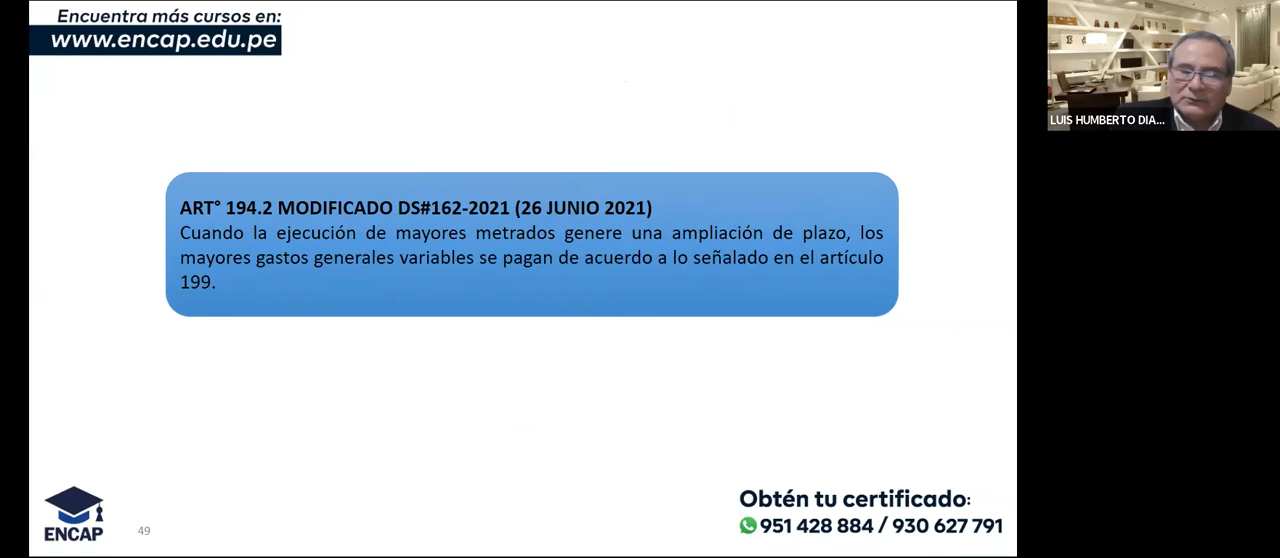 Encuentra más cursos en:
www.encap.edu.pe
LUIS HUMBERTO DIA...
ART° 194.2 MODIFICADO DS#162-2021 (26 JUNIO 2021)
Cuando la ejecución de mayores metrados genere una ampliación de plazo, los
mayores gastos generales variables se pagan de acuerdo a lo señalado en el artículo
199.
ENCAP
49
Obtén tu certificado:
951 428 884 / 930 627 791